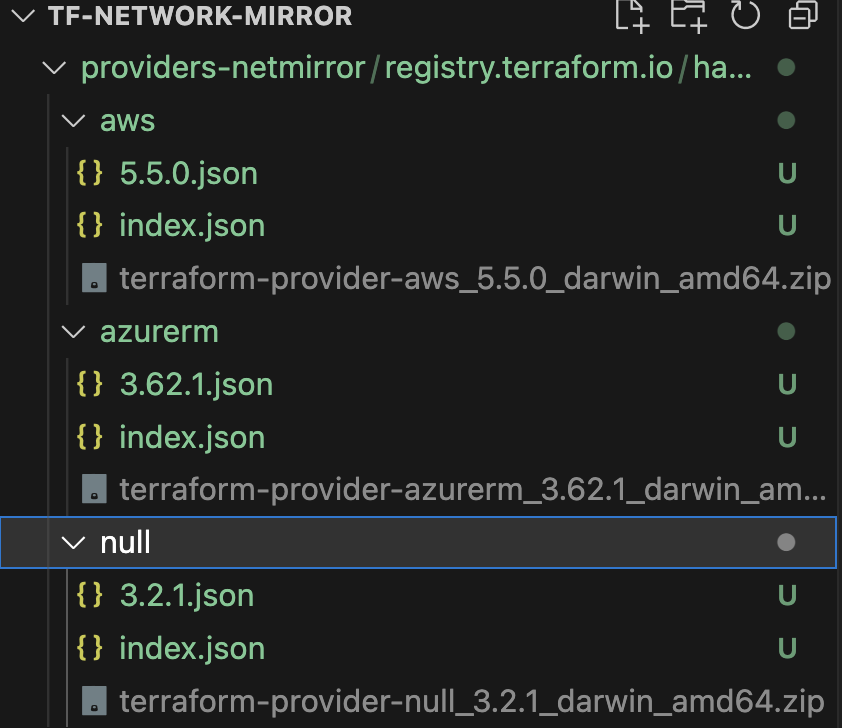 TF-NETWORK-MIRROR
providers-netmirror/registry.terraform.io/ha...
aws
{} 5.5.0.json U
{} index.json U
terraform-provider-aws_5.5.0_darwin_amd64.zip
azurerm
{} 3.62.1.json U
{} index.json U
terraform-provider-azurerm_3.62.1_darwin_am...
null
{} 3.2.1.json U
{} index.json U
terraform-provider-null_3.2.1_darwin_amd64.zip